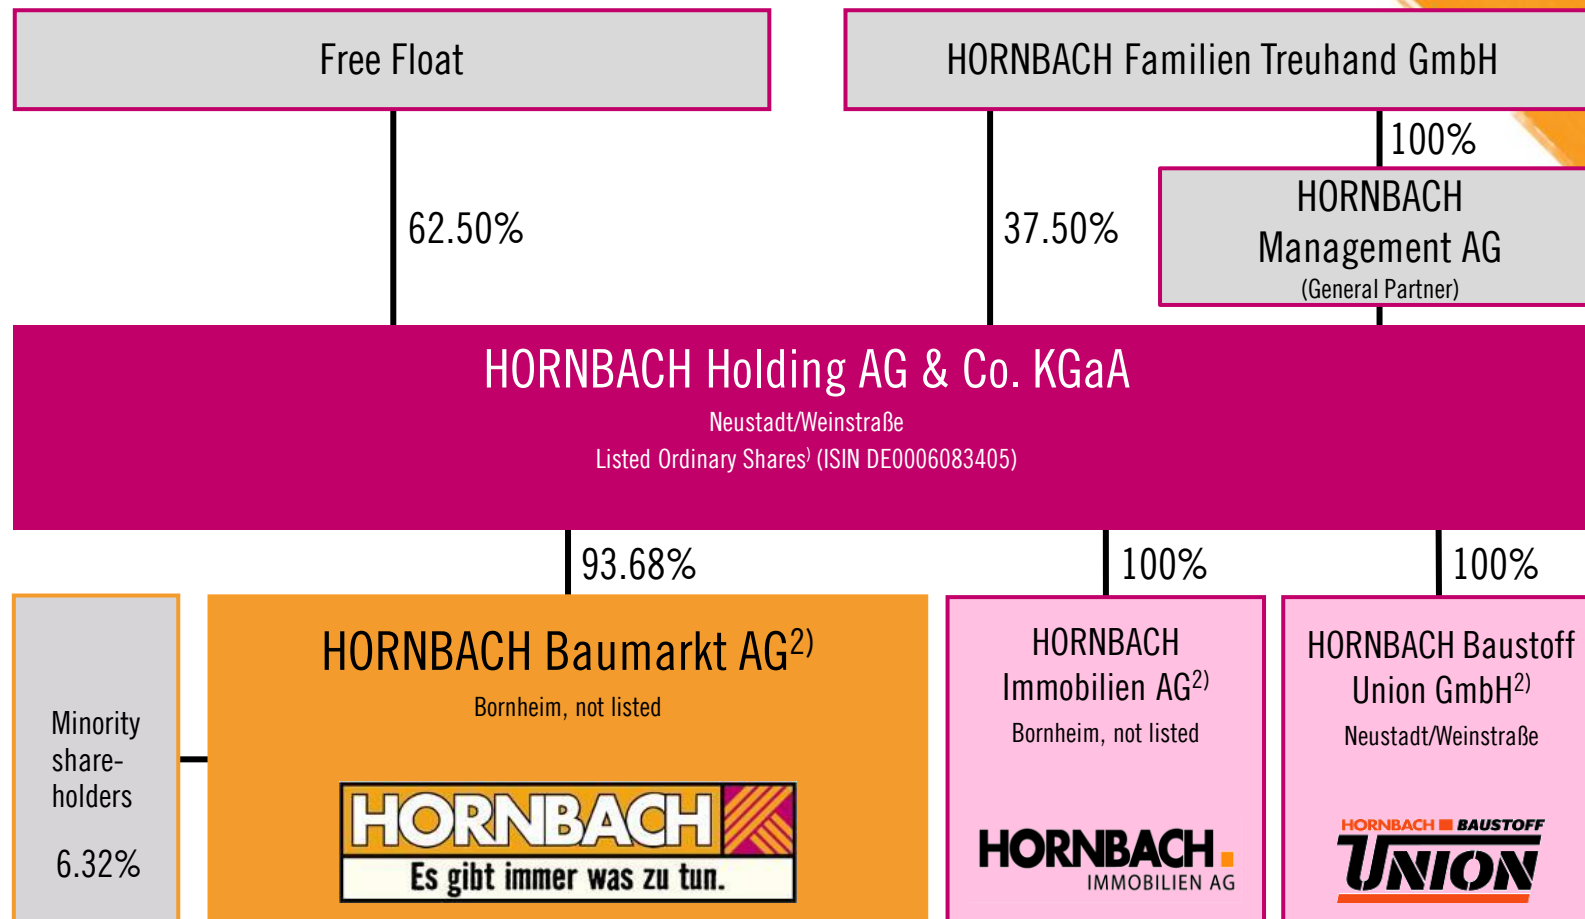 Free Float
HORNBACH Familien Treuhand GmbH
100%
HORNBACH
Management AG
(General Partner)
62.50%
37.50%
HORNBACH Holding AG & Co. KGaA
Neustadt/Weinstraße
Listed Ordinary Shares⁾ (ISIN DE0006083405)
93.68%
100%
100%
Minority
share-
holders
6.32%
HORNBACH Baumarkt AG²⁾
Bornheim, not listed
HORNBACH
Es gibt immer was zu tun.
HORNBACH
Immobilien AG²⁾
Bornheim, not listed
HORNBACH
IMMOBILIEN AG
HORNBACH Baustoff
Union GmbH²⁾
Neustadt/Weinstraße
HORNBACH BAUSTOFF
UNION